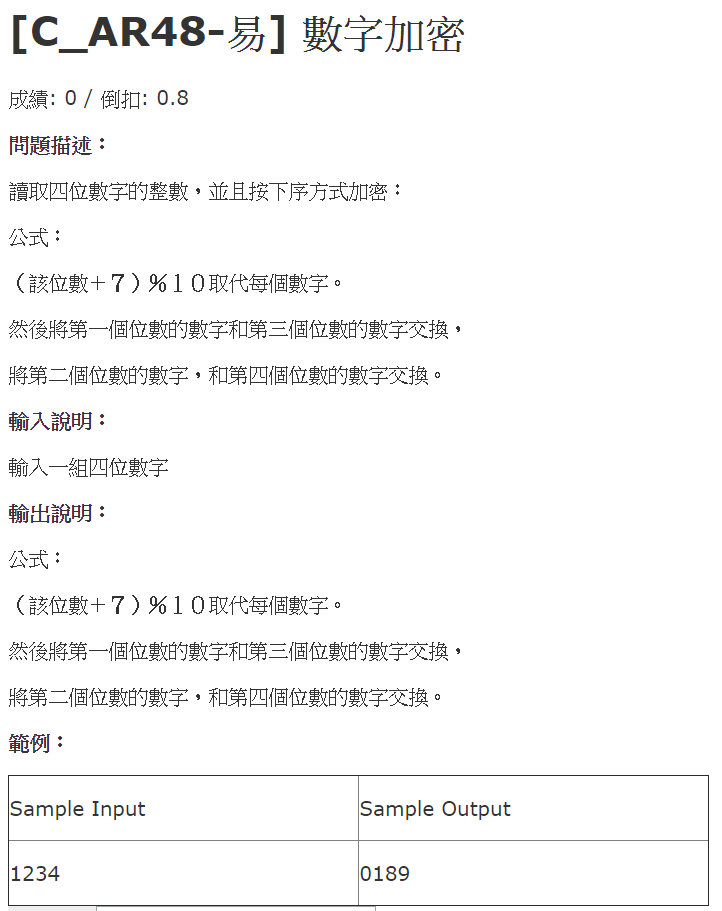 [C_AR48-易] 數字加密
成績: 0 / 倒扣: 0.8
問題描述：
讀取四位數字的整數，並且按下序方式加密：
公式：
（該位數＋７）％１０取代每個數字。
然後將第一個位數的數字和第三個位數的數字交換，
將第二個位數的數字，和第四個位數的數字交換。
輸入說明：
輸入一組四位數字
輸出說明：
公式：
（該位數＋７）％１０取代每個數字。
然後將第一個位數的數字和第三個位數的數字交換，
將第二個位數的數字，和第四個位數的數字交換。
範例：
Sample Input Sample Output
1234 0189